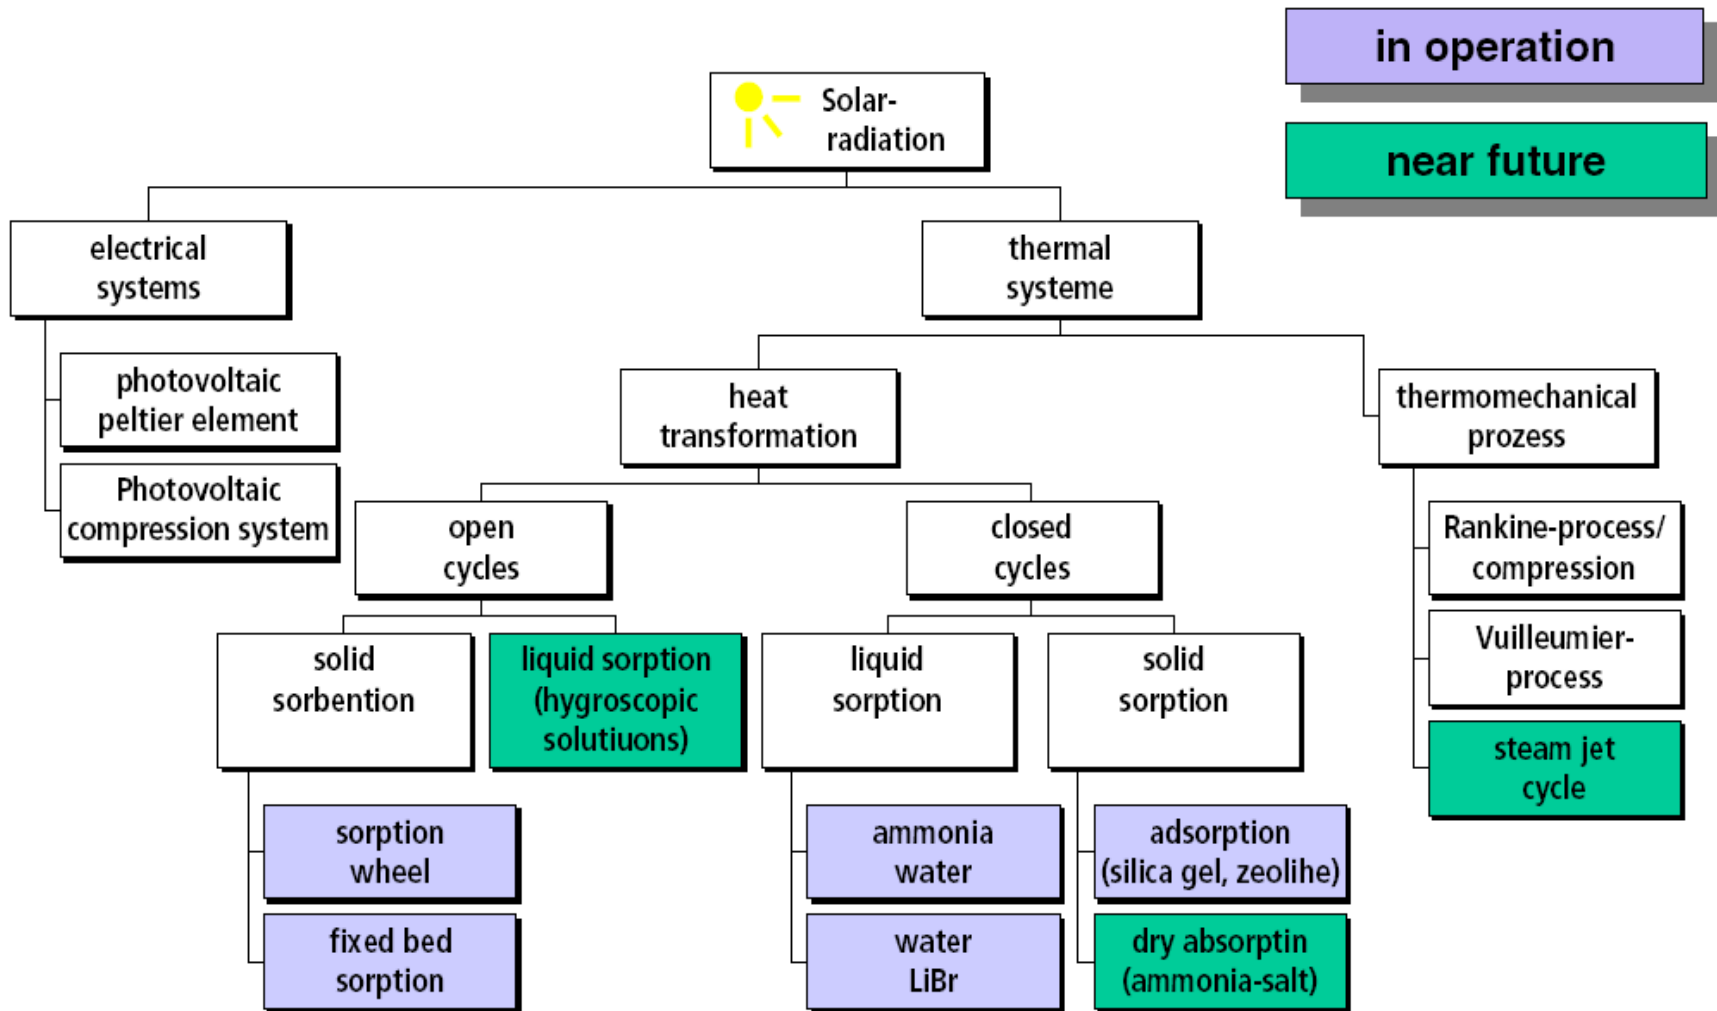 in operation
near future
Solar-
radiation
electrical
systems
thermal
systeme
photovoltaic
peltier element
Photovoltaic
compression system
heat
transformation
thermomechanical
prozess
open
cycles
closed
cycles
Rankine-process/
compression
Vuilleumier-
process
steam jet
cycle
solid
sorbention
liquid sorption
(hygroscopic
solutiuons)
liquid
sorption
solid
sorption
sorption
wheel
fixed bed
sorption
ammonia
water
water
LiBr
adsorption
(silica gel, zeolihe)
dry absorptin
(ammonia-salt)